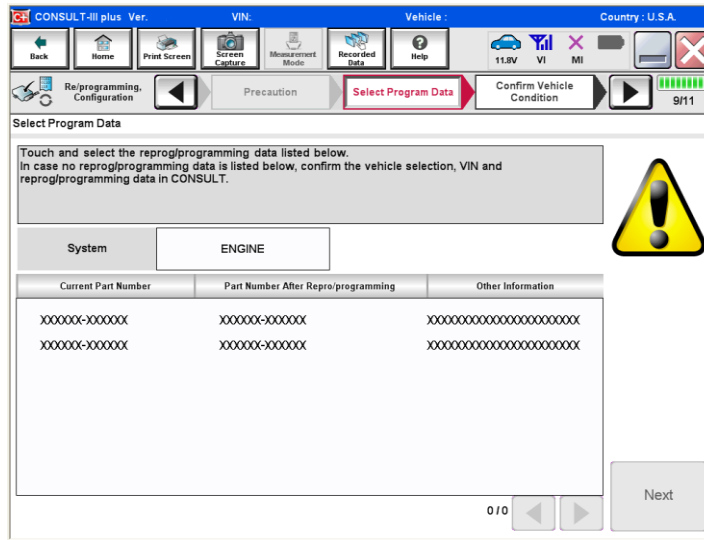 C+ CONSULT-III plus Ver. VIN: Vehicle : Country : U.S.A.
Back Home Print Screen Screen Capture Measurement Mode Recorded Data Help 11.8V VI MI
Re/programming, Configuration Precaution Select Program Data Confirm Vehicle Condition 9/11
Select Program Data
Touch and select the reprog/programming data listed below.
In case no reprog/programming data is listed below, confirm the vehicle selection, VIN and
reprog/programming data in CONSULT.
System ENGINE
Current Part Number Part Number After Repro/programming Other Information
XXXXXX-XXXXXX XXXXXX-XXXXXX XXXXXXXXXXXXXXXXXXXXXX
XXXXXX-XXXXXX XXXXXX-XXXXXX XXXXXXXXXXXXXXXXXXXXXX
Next
0/0